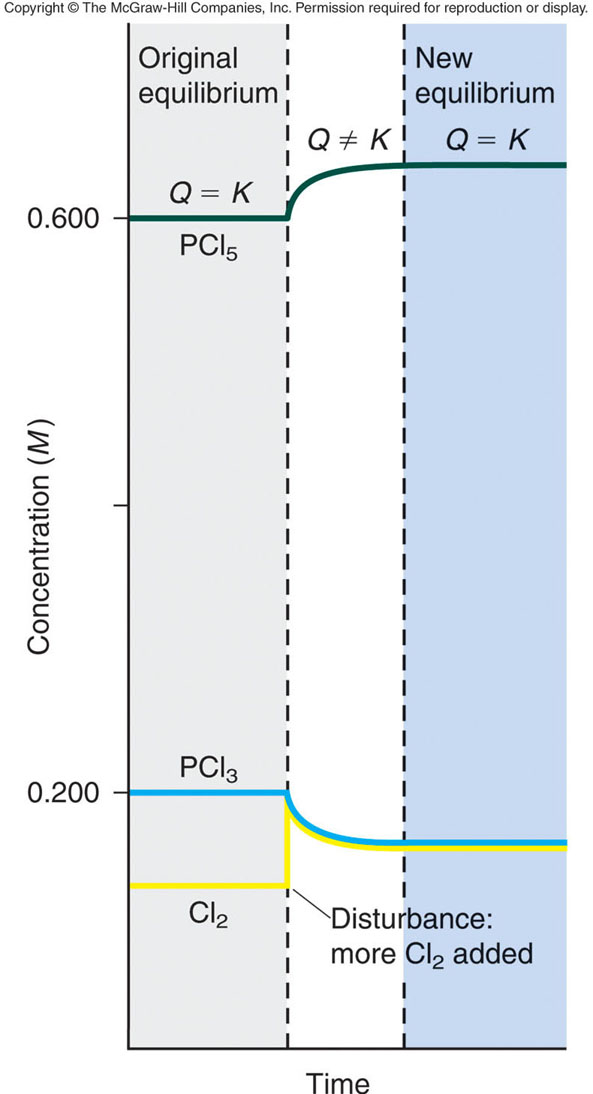 Copyright © The McGraw-Hill Companies, Inc. Permission required for reproduction or display.
Original
equilibrium
New
equilibrium
Q ≠ K
Q = K
Q = K
0.600
PCl₅
Concentration (M)
PCl₃
0.200
Cl₂
Disturbance:
more Cl₂ added
Time